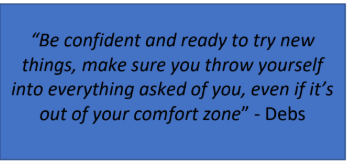 “Be confident and ready to try new
things, make sure you throw yourself
into everything asked of you, even if it’s
out of your comfort zone” - Debs